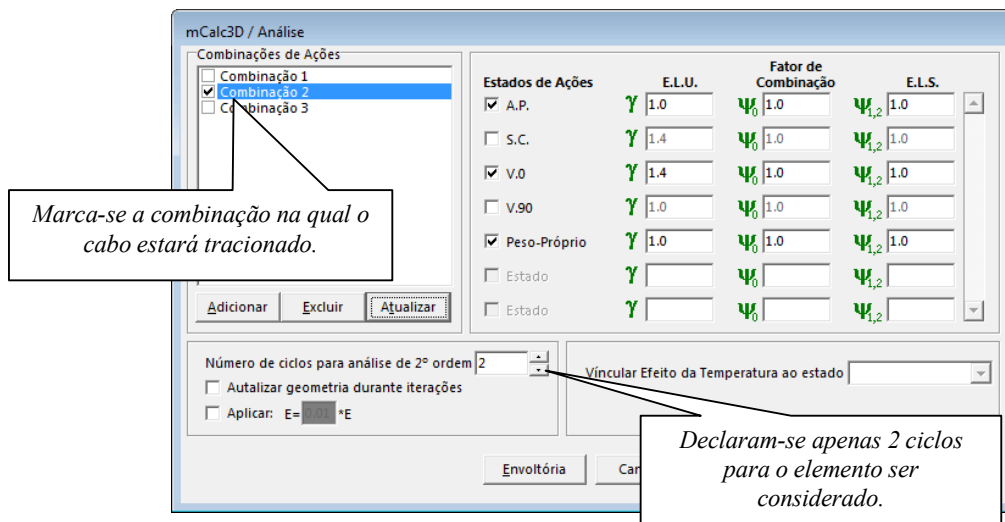 mCalc3D / Análise
Combinações de Ações
Combinação 1
Combinação 2
Combinação 3
Adicionar Excluir Atualizar
Estados de Ações E.L.U. Fator de Combinação E.L.S.
A.P. γ 1.0 Ψ0 1.0 Ψ1,2 1.0
S.C. γ 1.4 Ψ0 1.0 Ψ1,2 1.0
V.0 γ 1.4 Ψ0 1.0 Ψ1,2 1.0
V.90 γ 1.0 Ψ0 1.0 Ψ1,2 1.0
Peso-Próprio γ 1.0 Ψ0 1.0 Ψ1,2 1.0
Estado γ Ψ0 Ψ1,2
Estado γ Ψ0 Ψ1,2
Marca-se a combinação na qual o
cabo estará tracionado.
Número de ciclos para análise de 2º ordem 2
Autalizar geometria durante iterações
Aplicar: E= 0.01 *E
Víncular Efeito da Temperatura ao estado
Envoltória
Declaram-se apenas 2 ciclos
para o elemento ser
considerado.